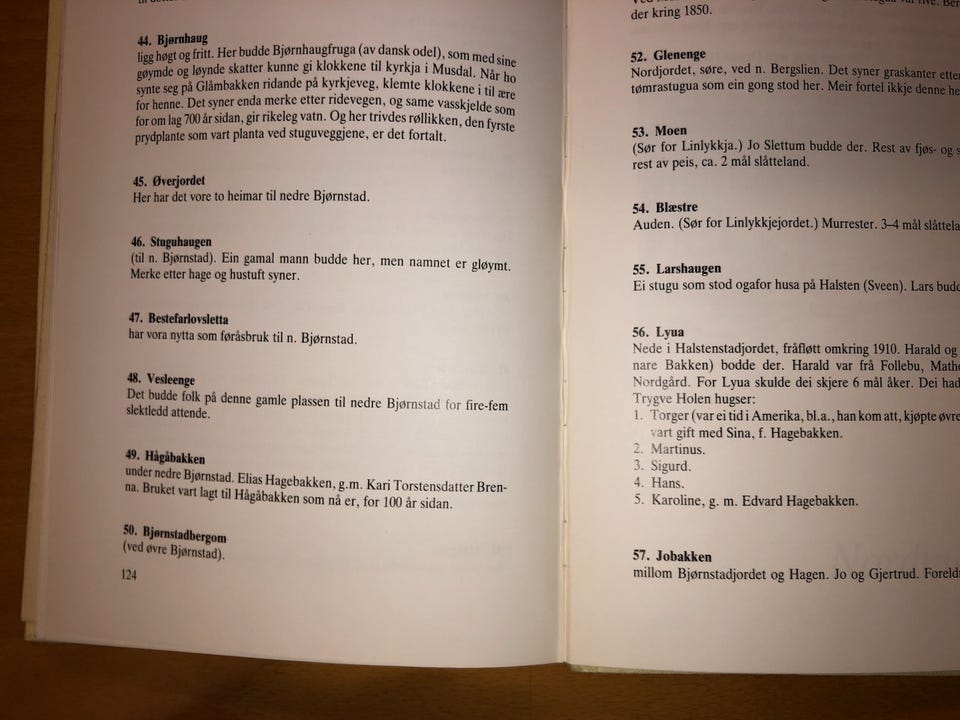 44. Bjørnhaug
ligg høgt og fritt. Her budde Bjørnhaugfruga (av dansk odel), som med sine
gøymde og løynde skatter kunne gi klokkene til kyrkja i Musdal. Når ho
synte seg på Glåmbakken ridande på kyrkjeveg, klemte klokkene i til ære
for henne. Det syner enda merke etter ridevegen, og same vasskjelde som
for om lag 700 år sidan, gir rikeleg vatn. Og her trivdes røllikken, den fyrste
prydplante som vart planta ved stuguveggjene, er det fortalt.
45. Øverjordet
Her har det vore to heimar til nedre Bjørnstad.
46. Stuguhaugen
(til n. Bjørnstad). Ein gamal mann budde her, men namnet er gløymt.
Merke etter hage og hustuft syner.
47. Bestefarlovsletta
har vora nytta som føråsbruk til n. Bjørnstad.
48. Vesleenge
Det budde folk på denne gamle plassen til nedre Bjørnstad for fire-fem
slektledd attende.
49. Hågåbakken
under nedre Bjørnstad. Elias Hagebakken, g.m. Kari Torstensdatter Bren-
na. Bruket vart lagt til Hågåbakken som nå er, for 100 år sidan.
50. Bjørnstadbergom
(ved øvre Bjørnstad).
124
der kring 1850.
52. Glenenge
Nordjordet, søre, ved n. Bergslien. Det syner graskanter
tømrastugua som ein gong stod her. Meir fortel ikkje denne
53. Moen
(Sør for Linlykkja.) Jo Slettum budde der. Rest av fjøs- og
rest av peis, ca. 2 mål slåtteland.
54. Blæstre
Auden. (Sør for Linlykkjejordet.) Murrester. 3–4 mål
55. Larshaugen
Ei stugu som stod ogafor husa på Halsten (Sveen). Lars
56. Lyua
Nede i Halstenstadjordet, fråfløtt omkring 1910. Harald og
nare Bakken) bodde der. Harald var frå Follebu,
Nordgård. For Lyua skulde dei skjere 6 mål åker. Dei
Trygve Holen hugser:
1. Torger (var ei tid i Amerika, bl.a., han kom att, kjøpte
vart gift med Sina, f. Hagebakken.
2. Martinus.
3. Sigurd.
4. Hans.
5. Karoline, g. m. Edvard Hagebakken.
57. Jobakken
millom Bjørnstadjordet og Hagen. Jo og Gjertrud.